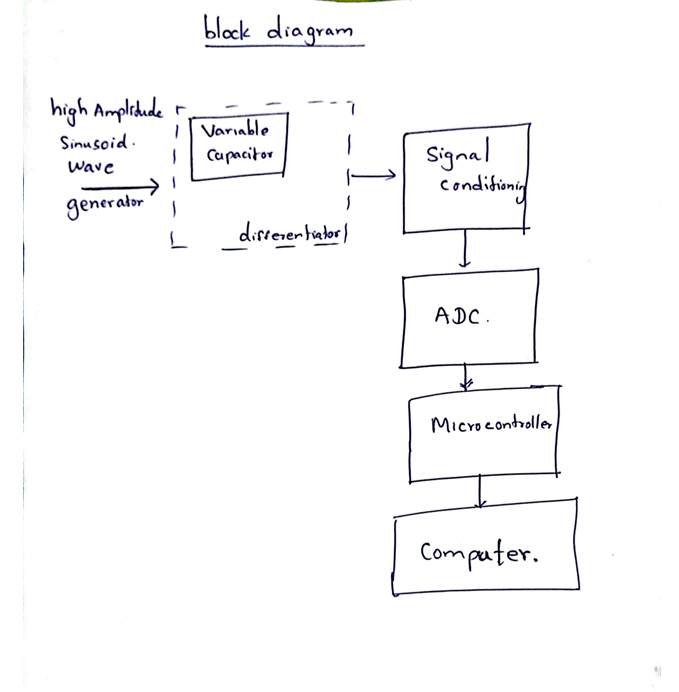 block diagram
high Amplitude
Sinusoid.
Wave
generator
Variable
Capacitor
differentiator
Signal
Conditioning
ADC.
Microcontroller
Computer.